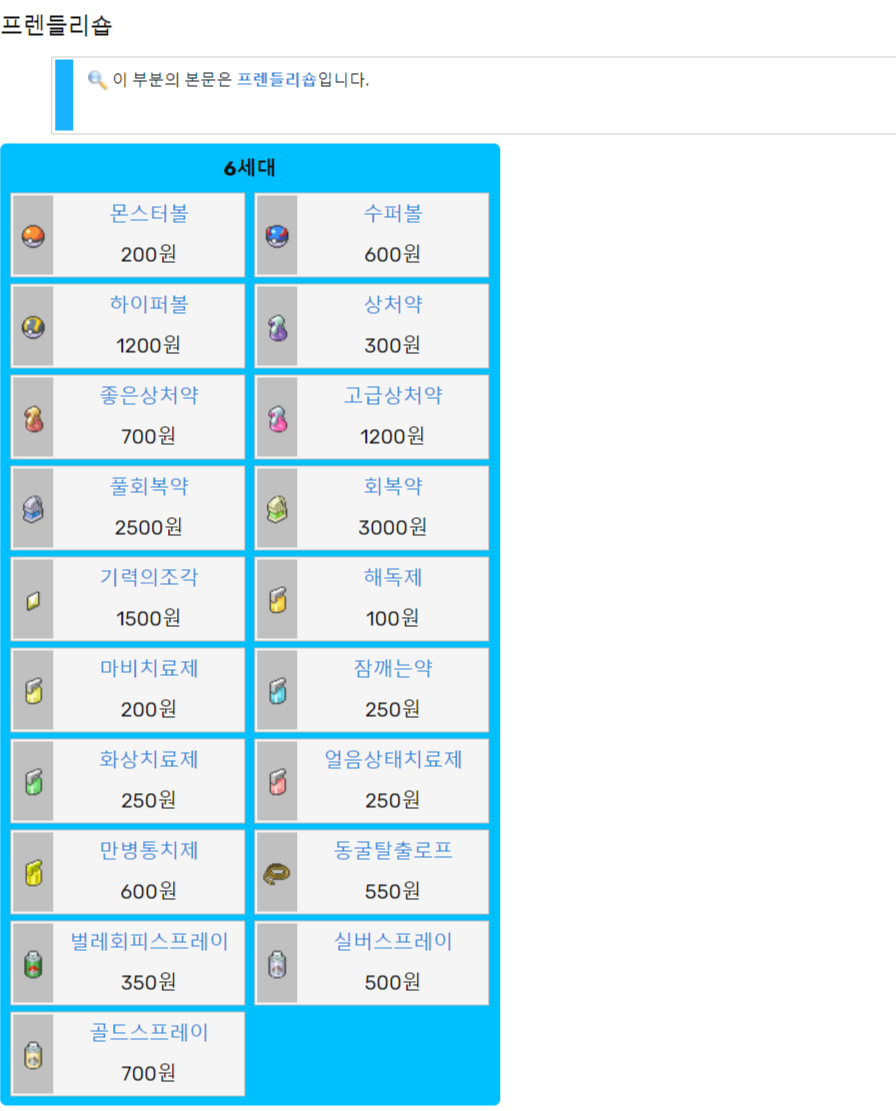 프렌들리숍
이 부분의 본문은 프렌들리숍입니다.
6세대
몬스터볼
200원
수퍼볼
600원
하이퍼볼
1200원
상처약
300원
좋은상처약
700원
고급상처약
1200원
풀회복약
2500원
회복약
3000원
기력의조각
1500원
해독제
100원
마비치료제
200원
잠깨는약
250원
화상치료제
250원
얼음상태치료제
250원
만병통치제
600원
동굴탈출로프
550원
벌레회피스프레이
350원
실버스프레이
500원
골드스프레이
700원